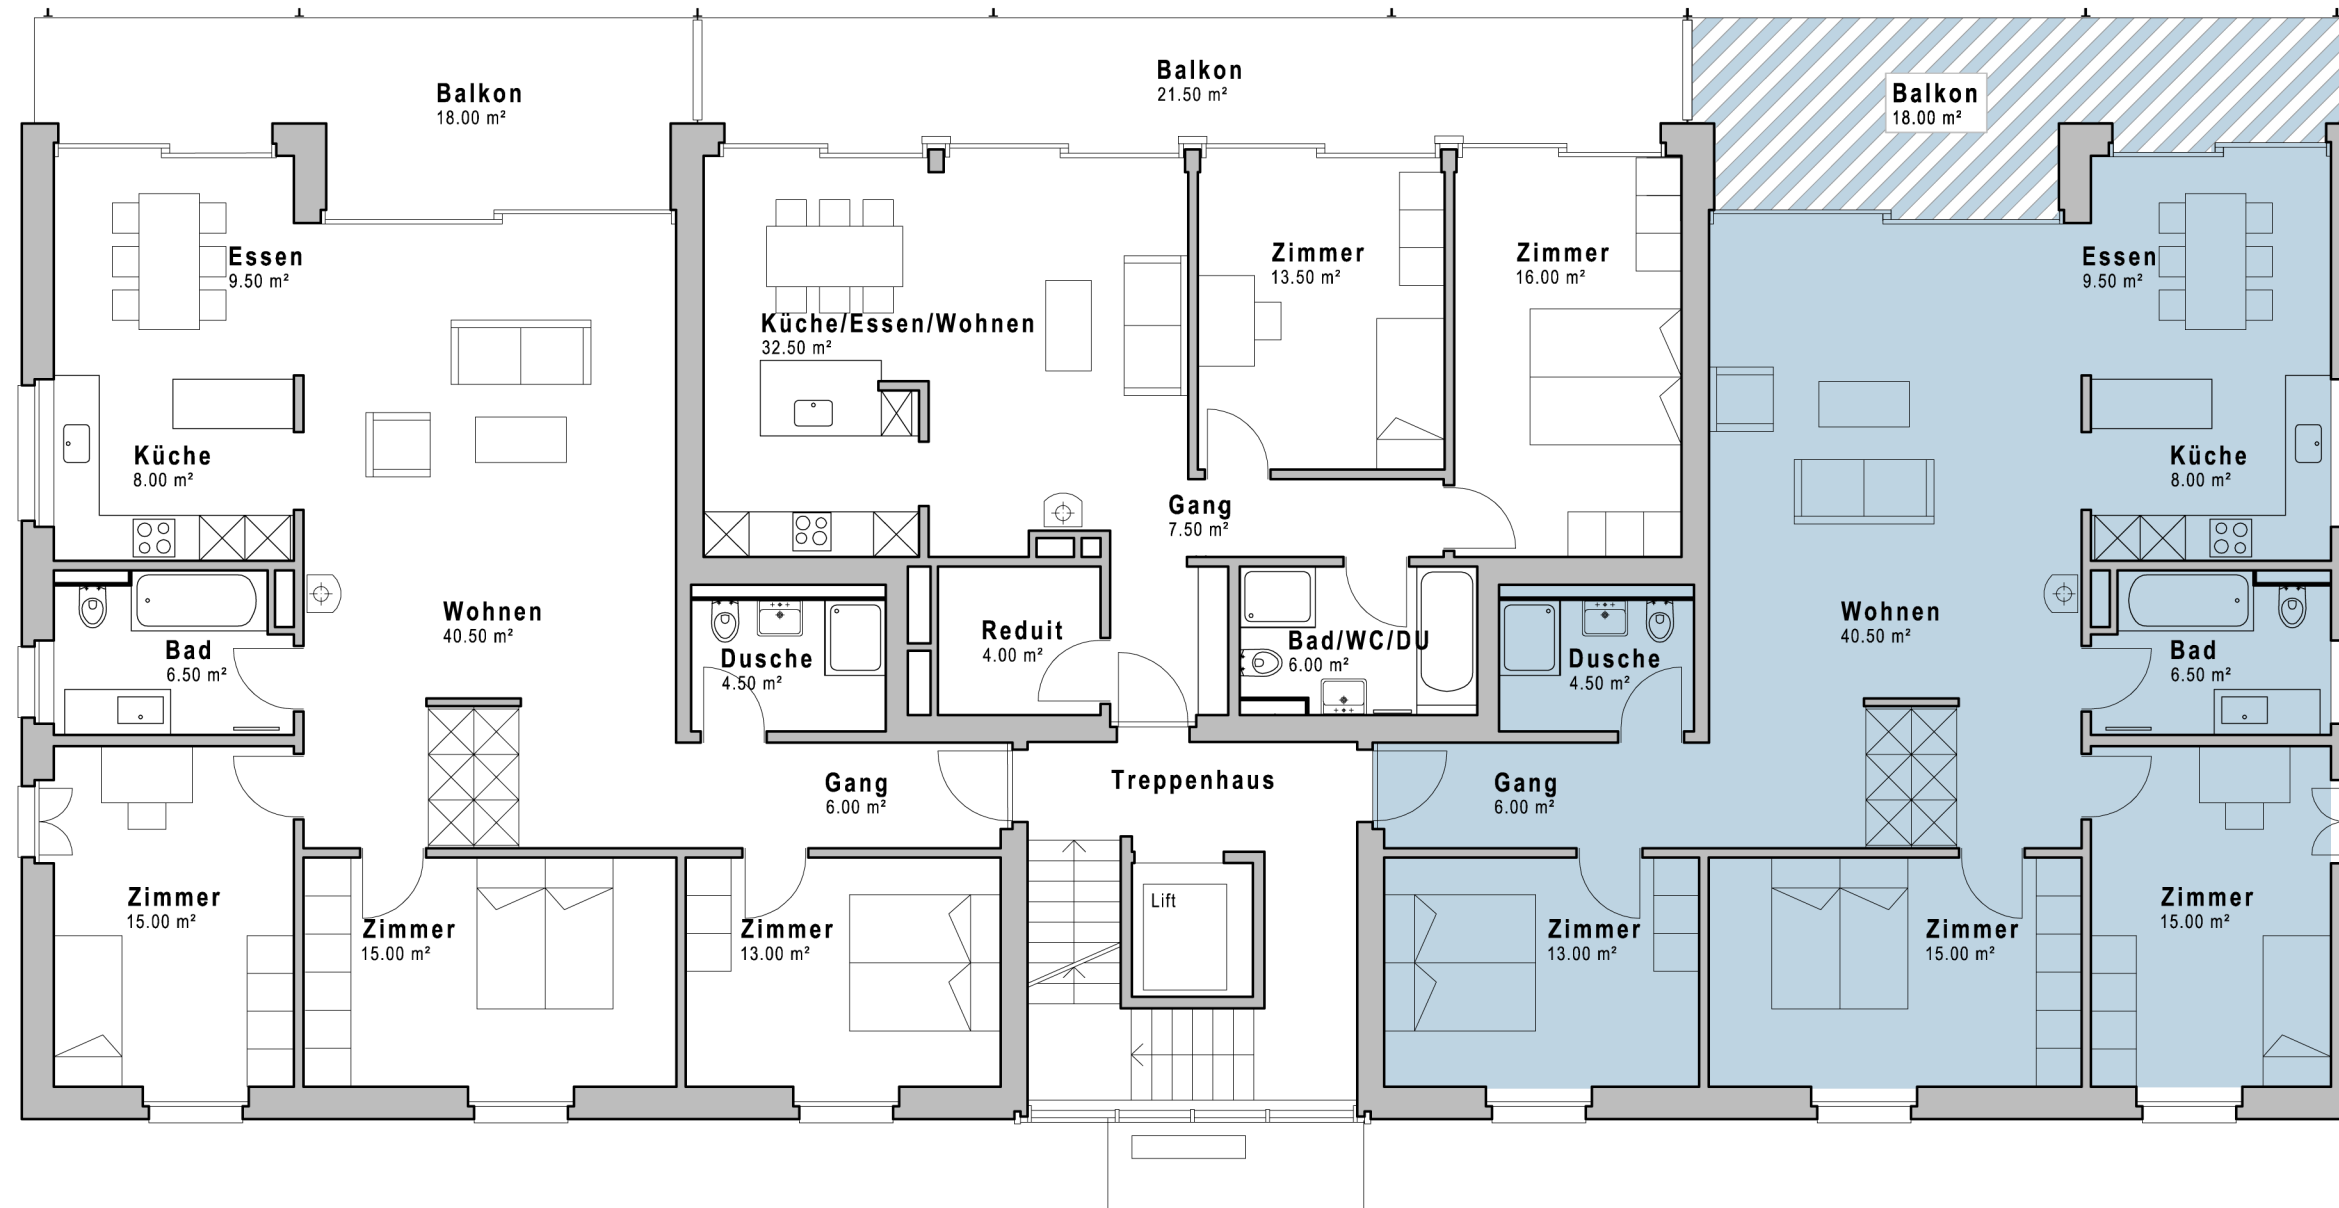 Balkon
18.00 m²
Balkon
21.50 m²
Balkon
18.00 m²
Essen
9.50 m²
Küche/Essen/Wohnen
32.50 m²
Zimmer
13.50 m²
Zimmer
16.00 m²
Essen
9.50 m²
Küche
8.00 m²
Gang
7.50 m²
Küche
8.00 m²
Wohnen
40.50 m²
Bad
6.50 m²
Dusche
4.50 m²
Reduit
4.00 m²
Bad/WC/DU
6.00 m²
Dusche
4.50 m²
Wohnen
40.50 m²
Bad
6.50 m²
Gang
6.00 m²
Treppenhaus
Gang
6.00 m²
Zimmer
15.00 m²
Zimmer
15.00 m²
Zimmer
13.00 m²
Lift
Zimmer
13.00 m²
Zimmer
15.00 m²
Zimmer
15.00 m²